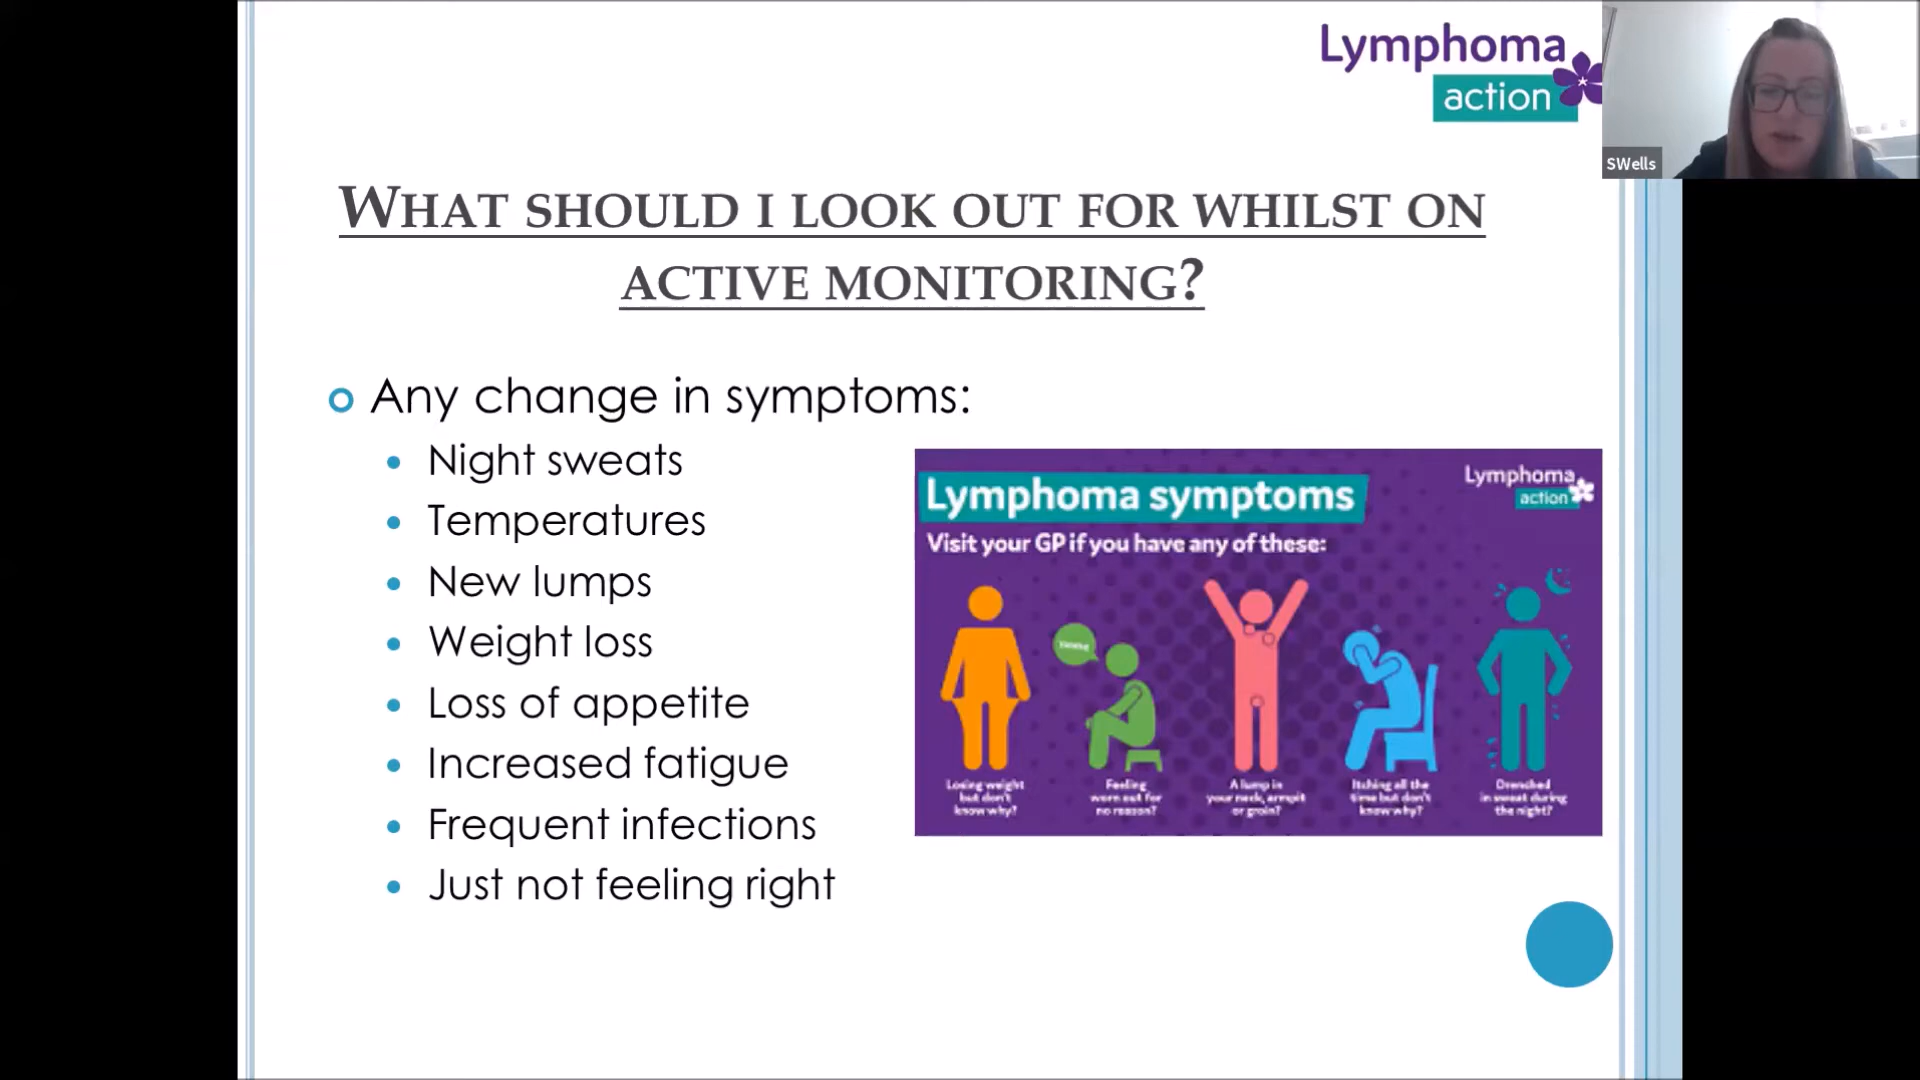 Lymphoma
action
SWells
WHAT SHOULD I LOOK OUT FOR WHILST ON
ACTIVE MONITORING?
Any change in symptoms:
Night sweats
Temperatures
New lumps
Weight loss
Loss of appetite
Increased fatigue
Frequent infections
Just not feeling right
Lymphoma symptoms
Lymphoma
action
Visit your GP if you have any of these:
Losing weight
but don't
know why?
Feeling
worn out for
no reason?
A lump in
your neck, armpit
or groin?
Itching all the
time but don't
know why?
Drenched
in sweat during
the night?